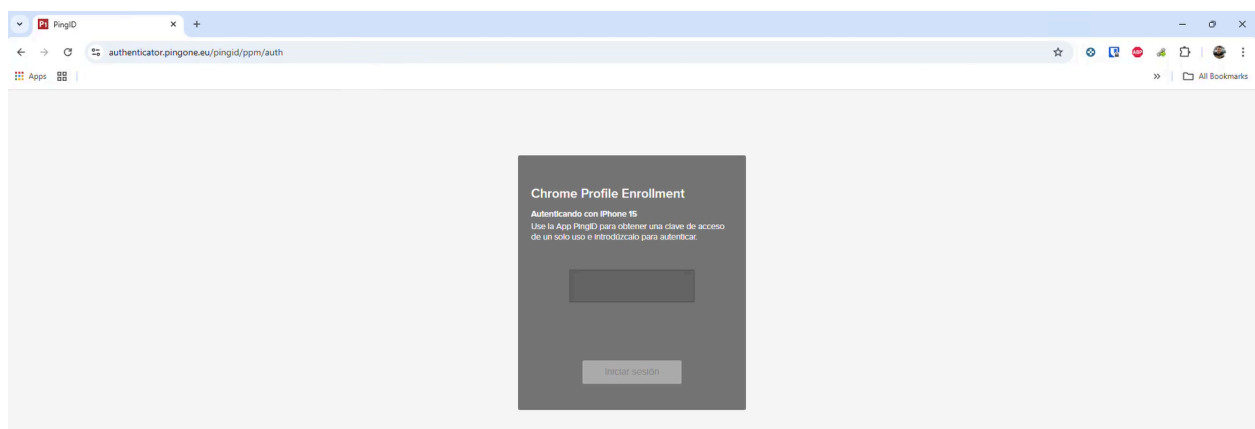 PingID
authenticator.pingone.eu/pingid/ppm/auth
Apps
All Bookmarks
Chrome Profile Enrollment
Autenticando con iPhone 15
Use la App PingID para obtener una clave de acceso
de un solo uso e introdúzcalo para autenticar.
Iniciar sesión